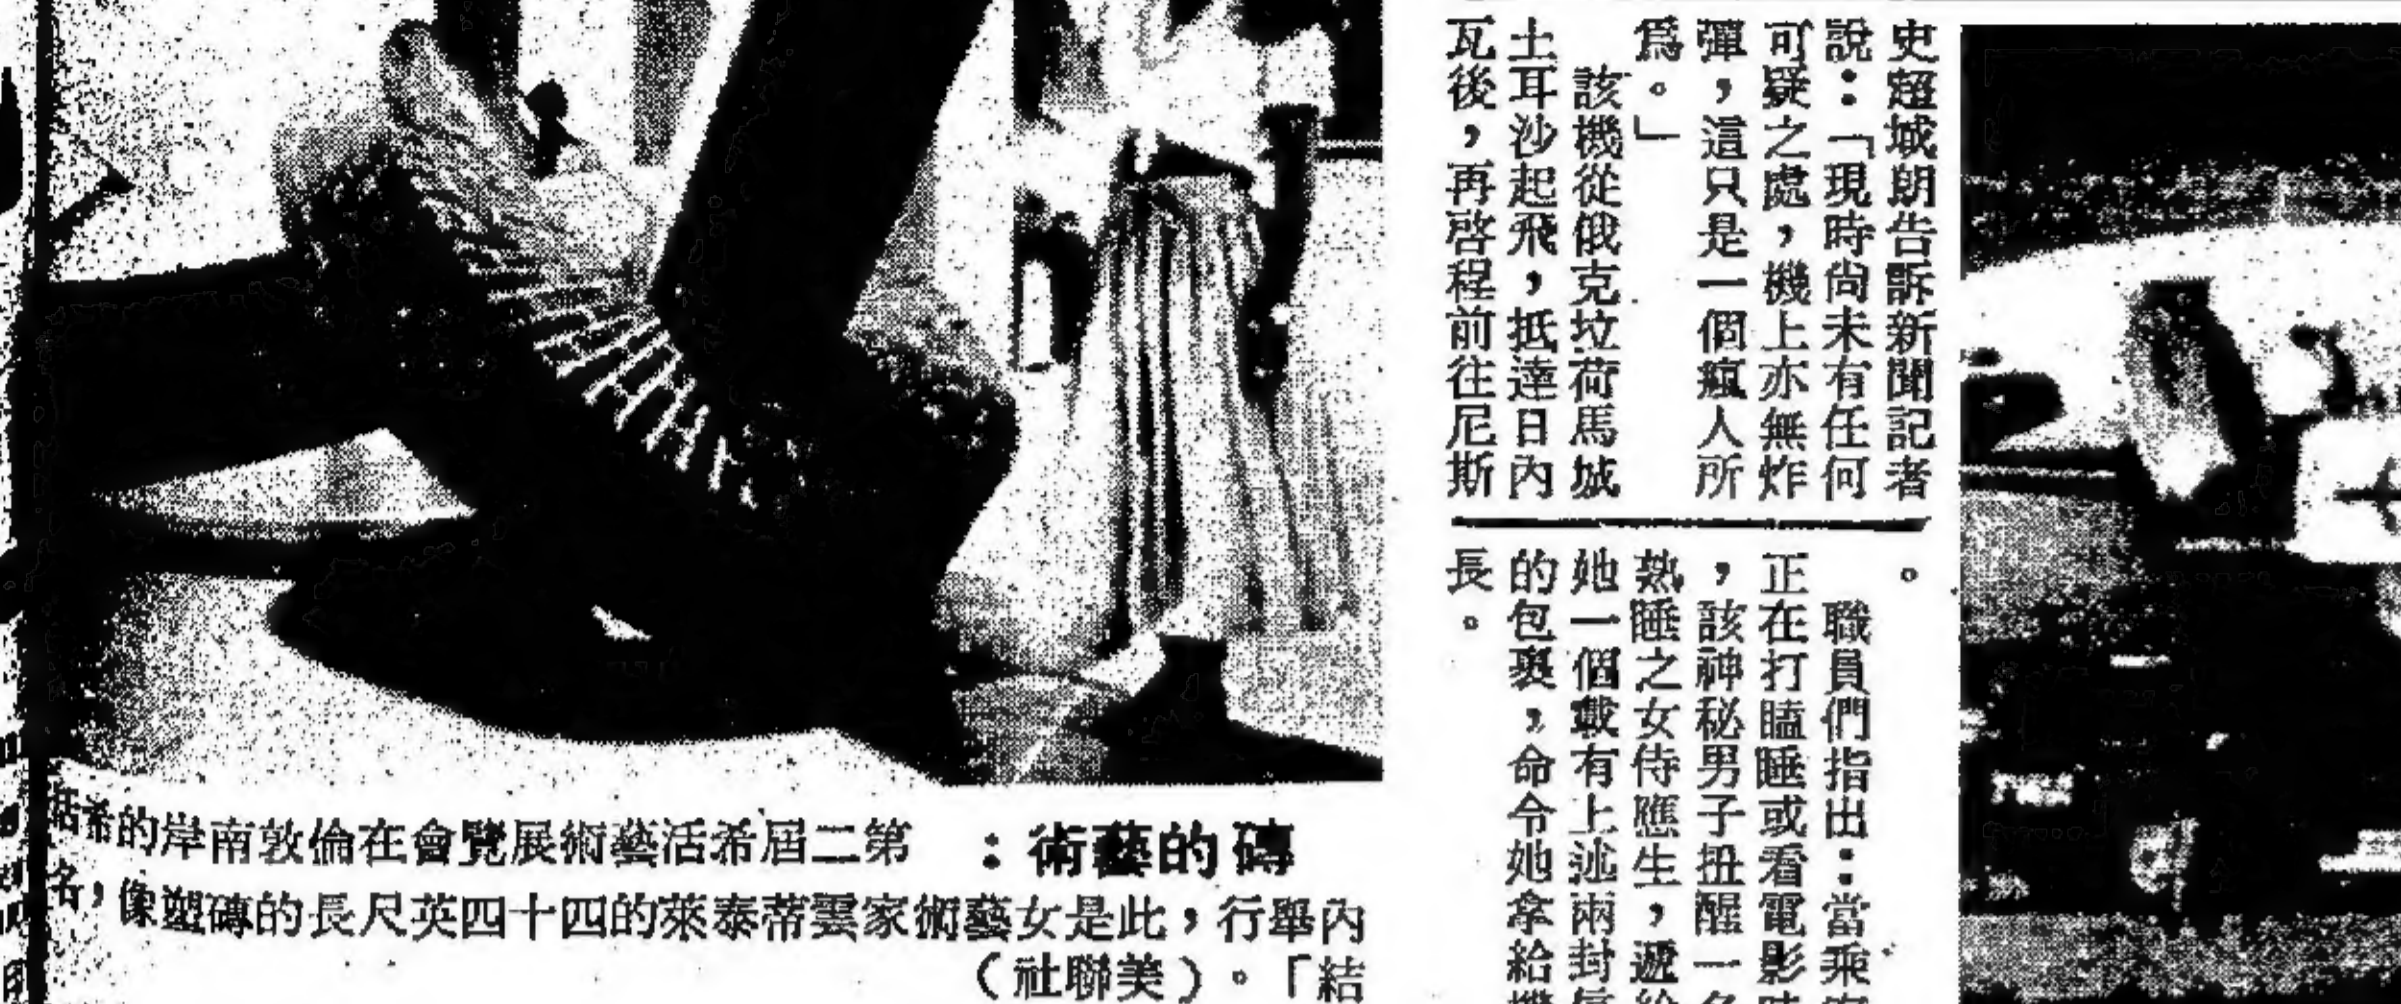 磚的藝術：
第二屆希活藝術展覽會在倫敦南岸的希
內舉行，此是女藝術家雲蒂泰萊的四十四英尺長的磚塑像，名
「結。」（美聯社）
史超城朗告訴新聞記者
說：「現時尚未有任何
可疑之處，機上亦無炸
彈，這只是一個瘋人所
爲。」
該機從俄克垃荷馬城
土耳沙起飛，抵達日內
瓦後，再啓程前往尼斯
。
職員們指出：當乘
正在打瞌睡或看電影時
，該神秘男子扭醒一名
熟睡之女侍應生，遞給
她一個載有上述兩封
的包裹，命令她拿給機
長。